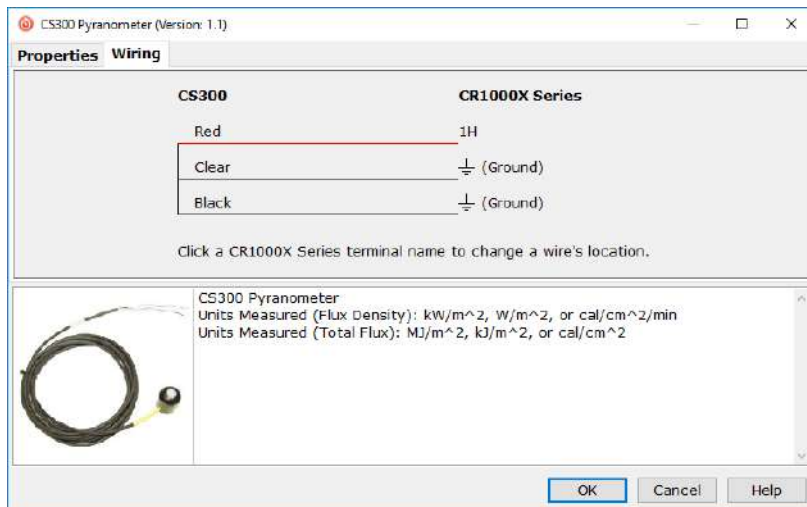 CS300 Pyranometer (Version: 1.1)
Properties Wiring
CS300 CR1000X Series
Red 1H
Clear ⏚ (Ground)
Black ⏚ (Ground)
Click a CR1000X Series terminal name to change a wire's location.
CS300 Pyranometer
Units Measured (Flux Density): kW/m^2, W/m^2, or cal/cm^2/min
Units Measured (Total Flux): MJ/m^2, kJ/m^2, or cal/cm^2
OK Cancel Help